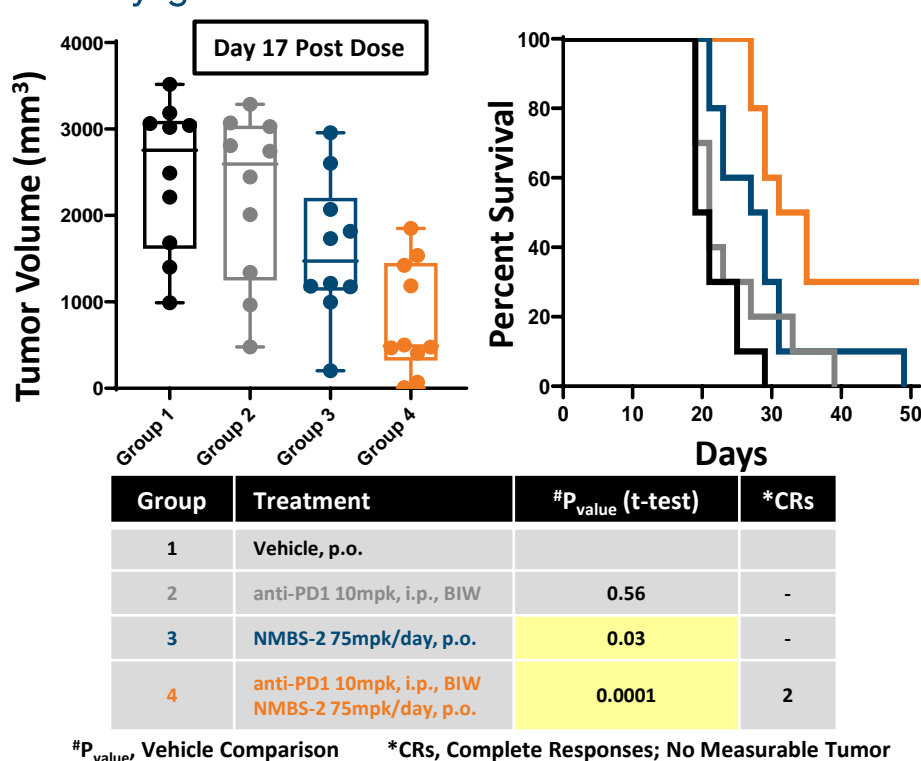 Day 17 Post Dose
Tumor Volume (mm³)
4000
3000
2000
1000
0
Group 1
Group 2
Group 3
Group 4
Percent Survival
100
80
60
40
20
0
0 10 20 30 40 50
Days
Group Treatment #Pvalue (t-test) *CRs
1 Vehicle, p.o.
2 anti-PD1 10mpk, i.p., BIW 0.56 -
3 NMBS-2 75mpk/day, p.o. 0.03 -
4 anti-PD1 10mpk, i.p., BIW
NMBS-2 75mpk/day, p.o. 0.0001 2
#Pvalue, Vehicle Comparison *CRs, Complete Responses; No Measurable Tumor